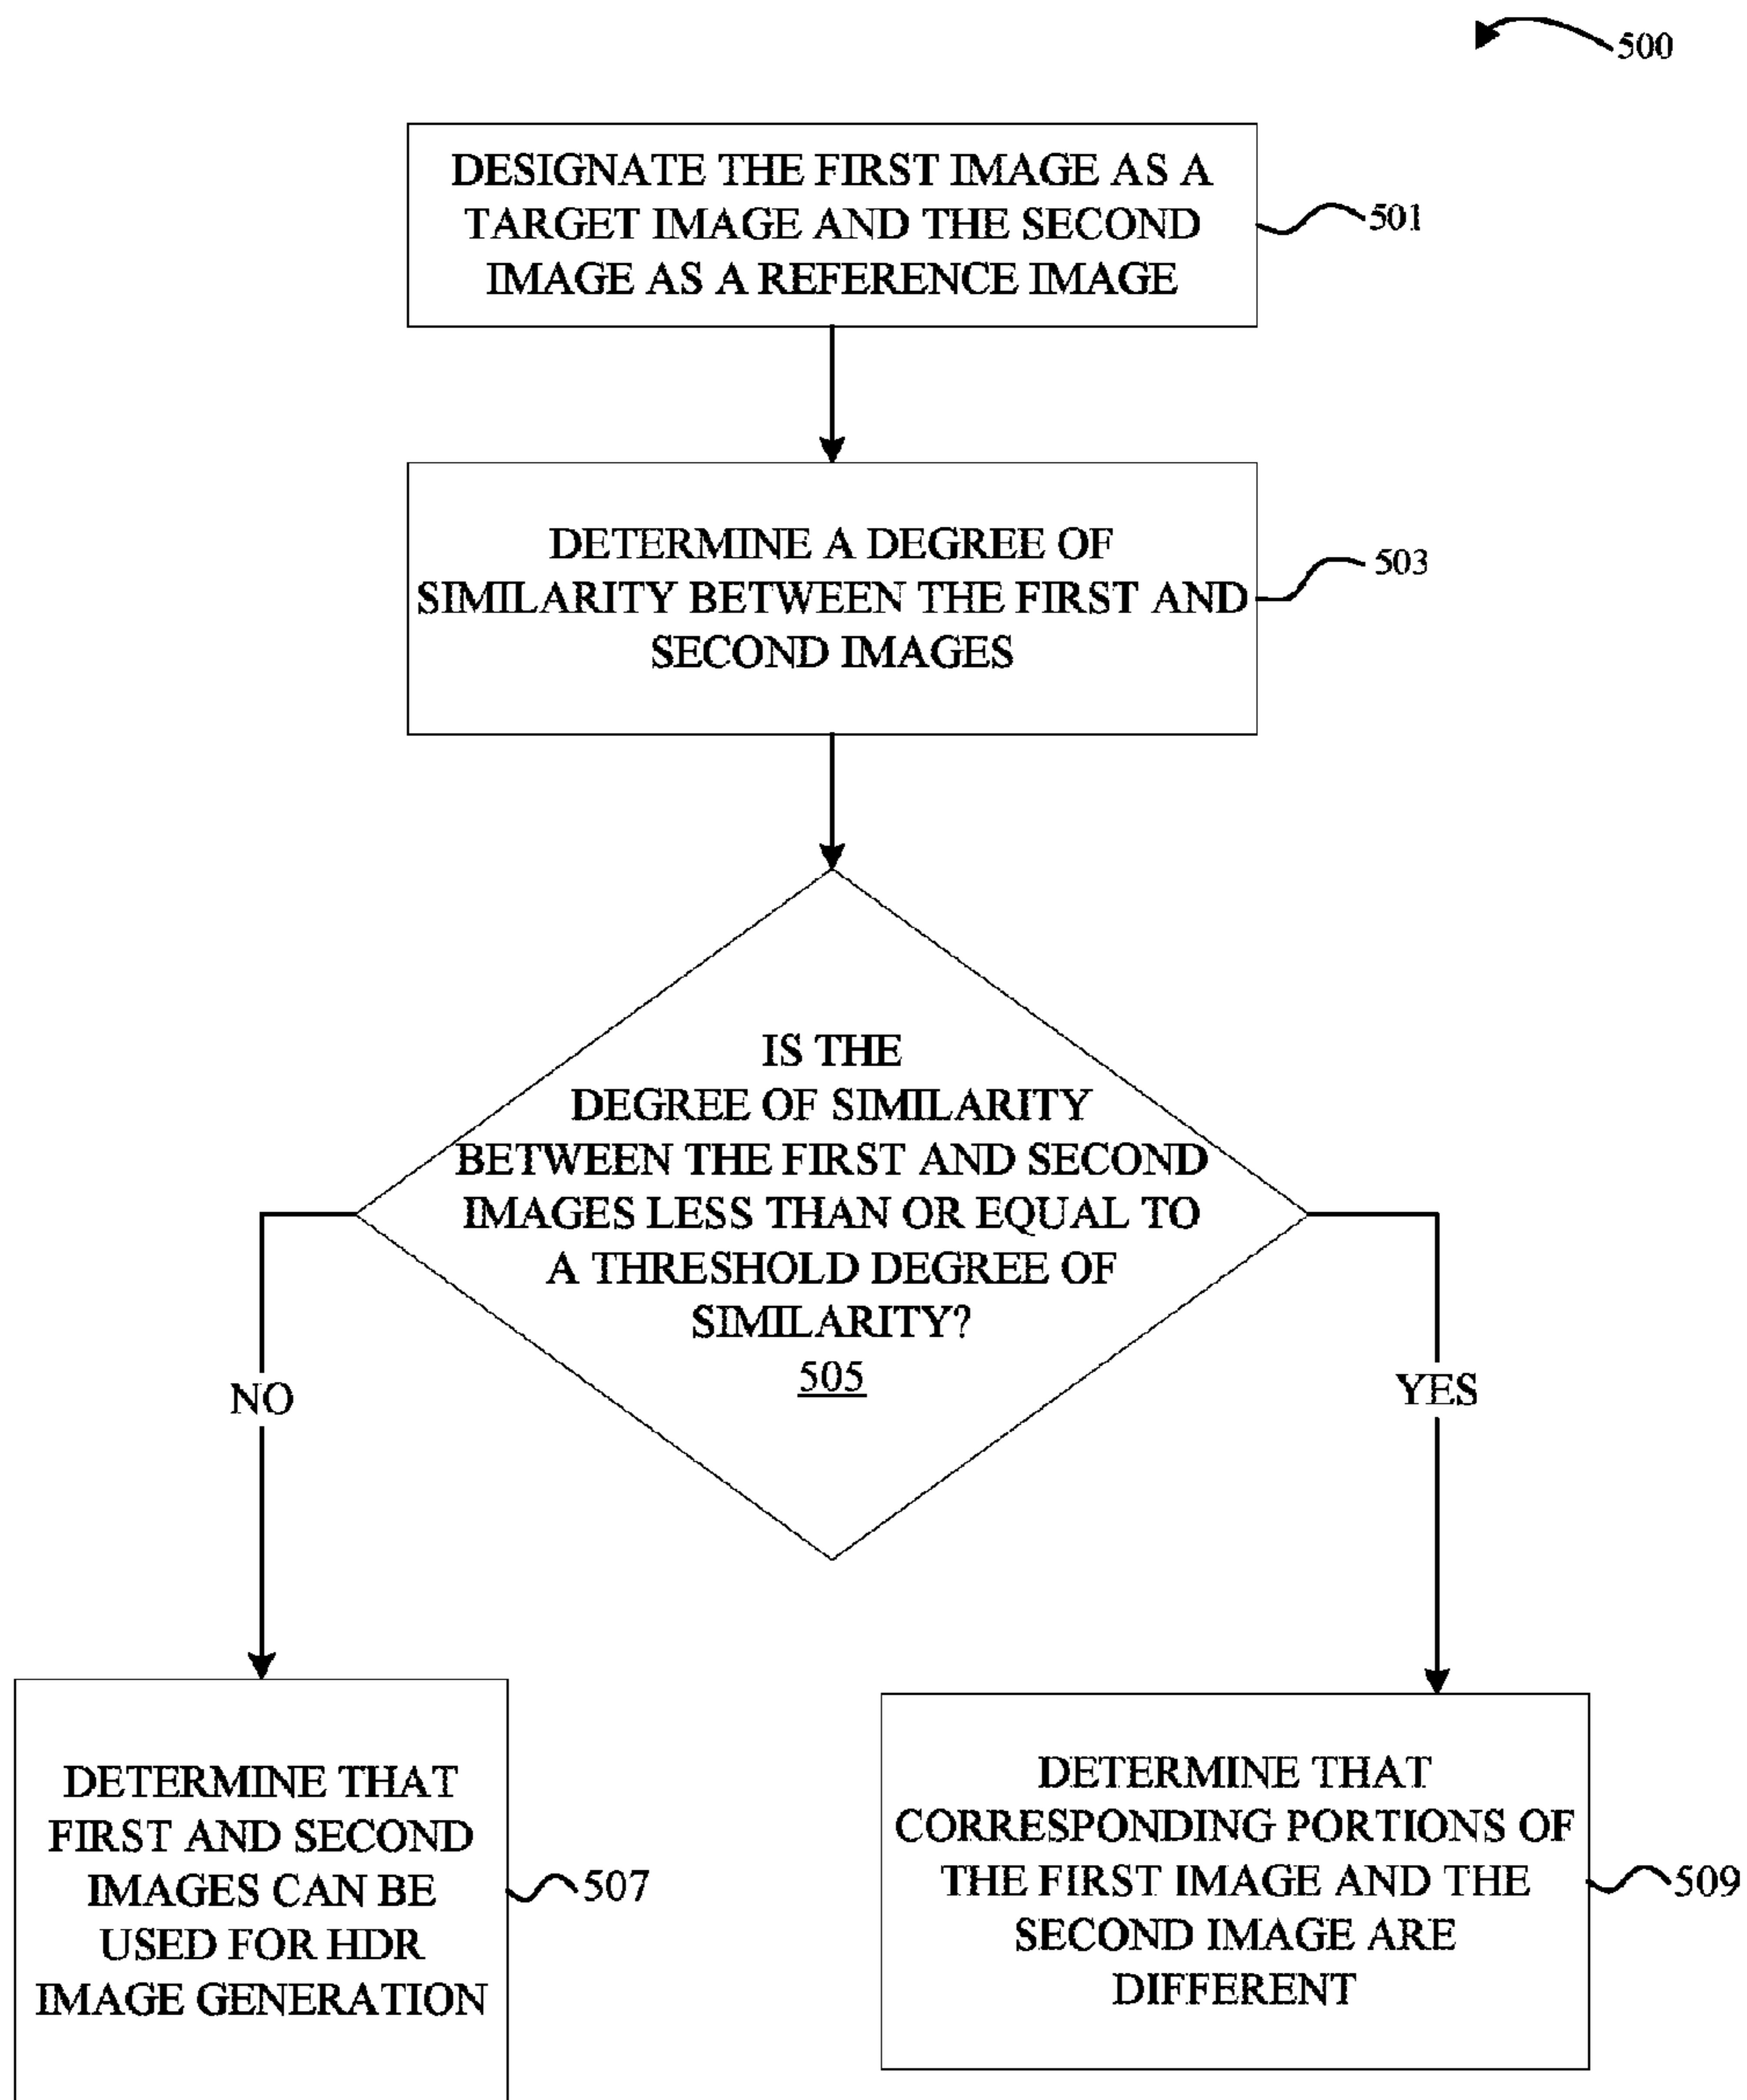 500
DESIGNATE THE FIRST IMAGE AS A
TARGET IMAGE AND THE SECOND
IMAGE AS A REFERENCE IMAGE
501
DETERMINE A DEGREE OF
SIMILARITY BETWEEN THE FIRST AND
SECOND IMAGES
503
IS THE
DEGREE OF SIMILARITY
BETWEEN THE FIRST AND SECOND
IMAGES LESS THAN OR EQUAL TO
A THRESHOLD DEGREE OF
SIMILARITY?
505
NO
YES
DETERMINE THAT
FIRST AND SECOND
IMAGES CAN BE
USED FOR HDR
IMAGE GENERATION
507
DETERMINE THAT
CORRESPONDING PORTIONS OF
THE FIRST IMAGE AND THE
SECOND IMAGE ARE
DIFFERENT
509